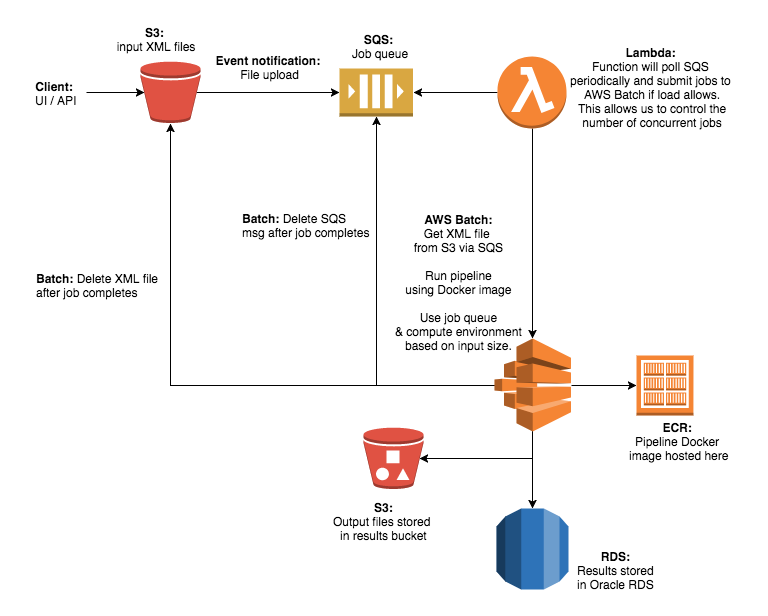 S3:
input XML files
Event notification:
File upload
SQS:
Job queue
Lambda:
Function will poll SQS
periodically and submit jobs to
AWS Batch if load allows.
This allows us to control the
number of concurrent jobs
Client:
UI / API
Batch: Delete SQS
msg after job completes
AWS Batch:
Get XML file
from S3 via SQS
Run pipeline
using Docker image
Use job queue
& compute environment
based on input size.
Batch: Delete XML file
after job completes
ECR:
Pipeline Docker
image hosted here
S3:
Output files stored
in results bucket
RDS:
Results stored
in Oracle RDS